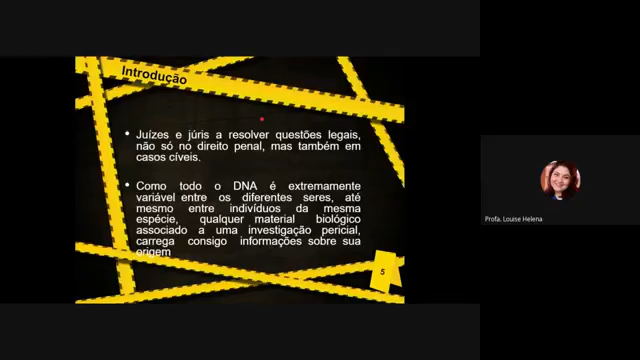 Introdução
• Juízes e júris a resolver questões legais,
não só no direito penal, mas também em
casos cíveis.
• Como todo o DNA é extremamente
variável entre os diferentes seres, até
mesmo entre indivíduos da mesma
espécie, qualquer material biológico
associado a uma investigação pericial,
carrega consigo informações sobre sua
origem
5
Profa. Louise Helena